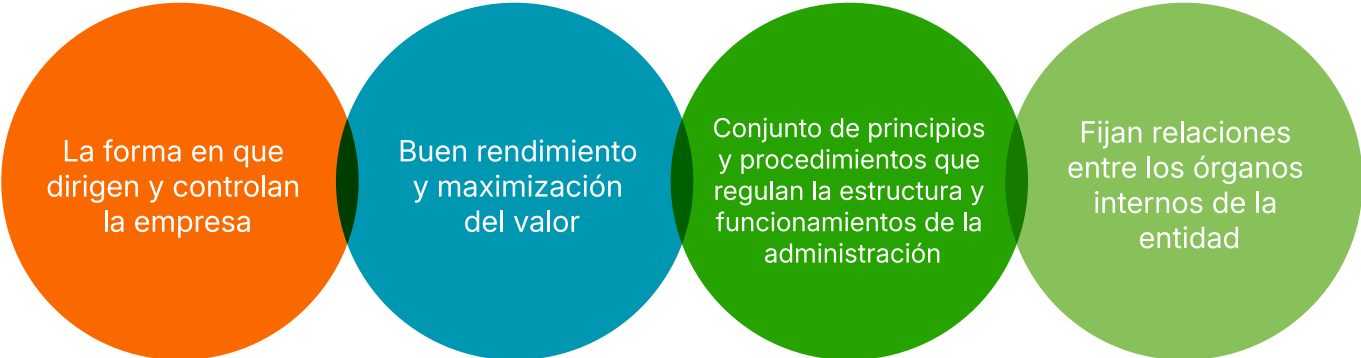 La forma en que
dirigen y controlan
la empresa
Buen rendimiento
y maximización
del valor
Conjunto de principios
y procedimientos que
regulan la estructura y
funcionamientos de la
administración
Fijan relaciones
entre los órganos
internos de la
entidad